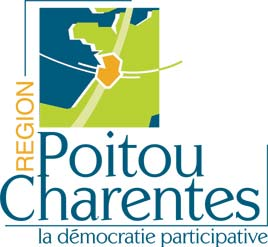 REGION
Poitou
Charentes
la démocratie participative